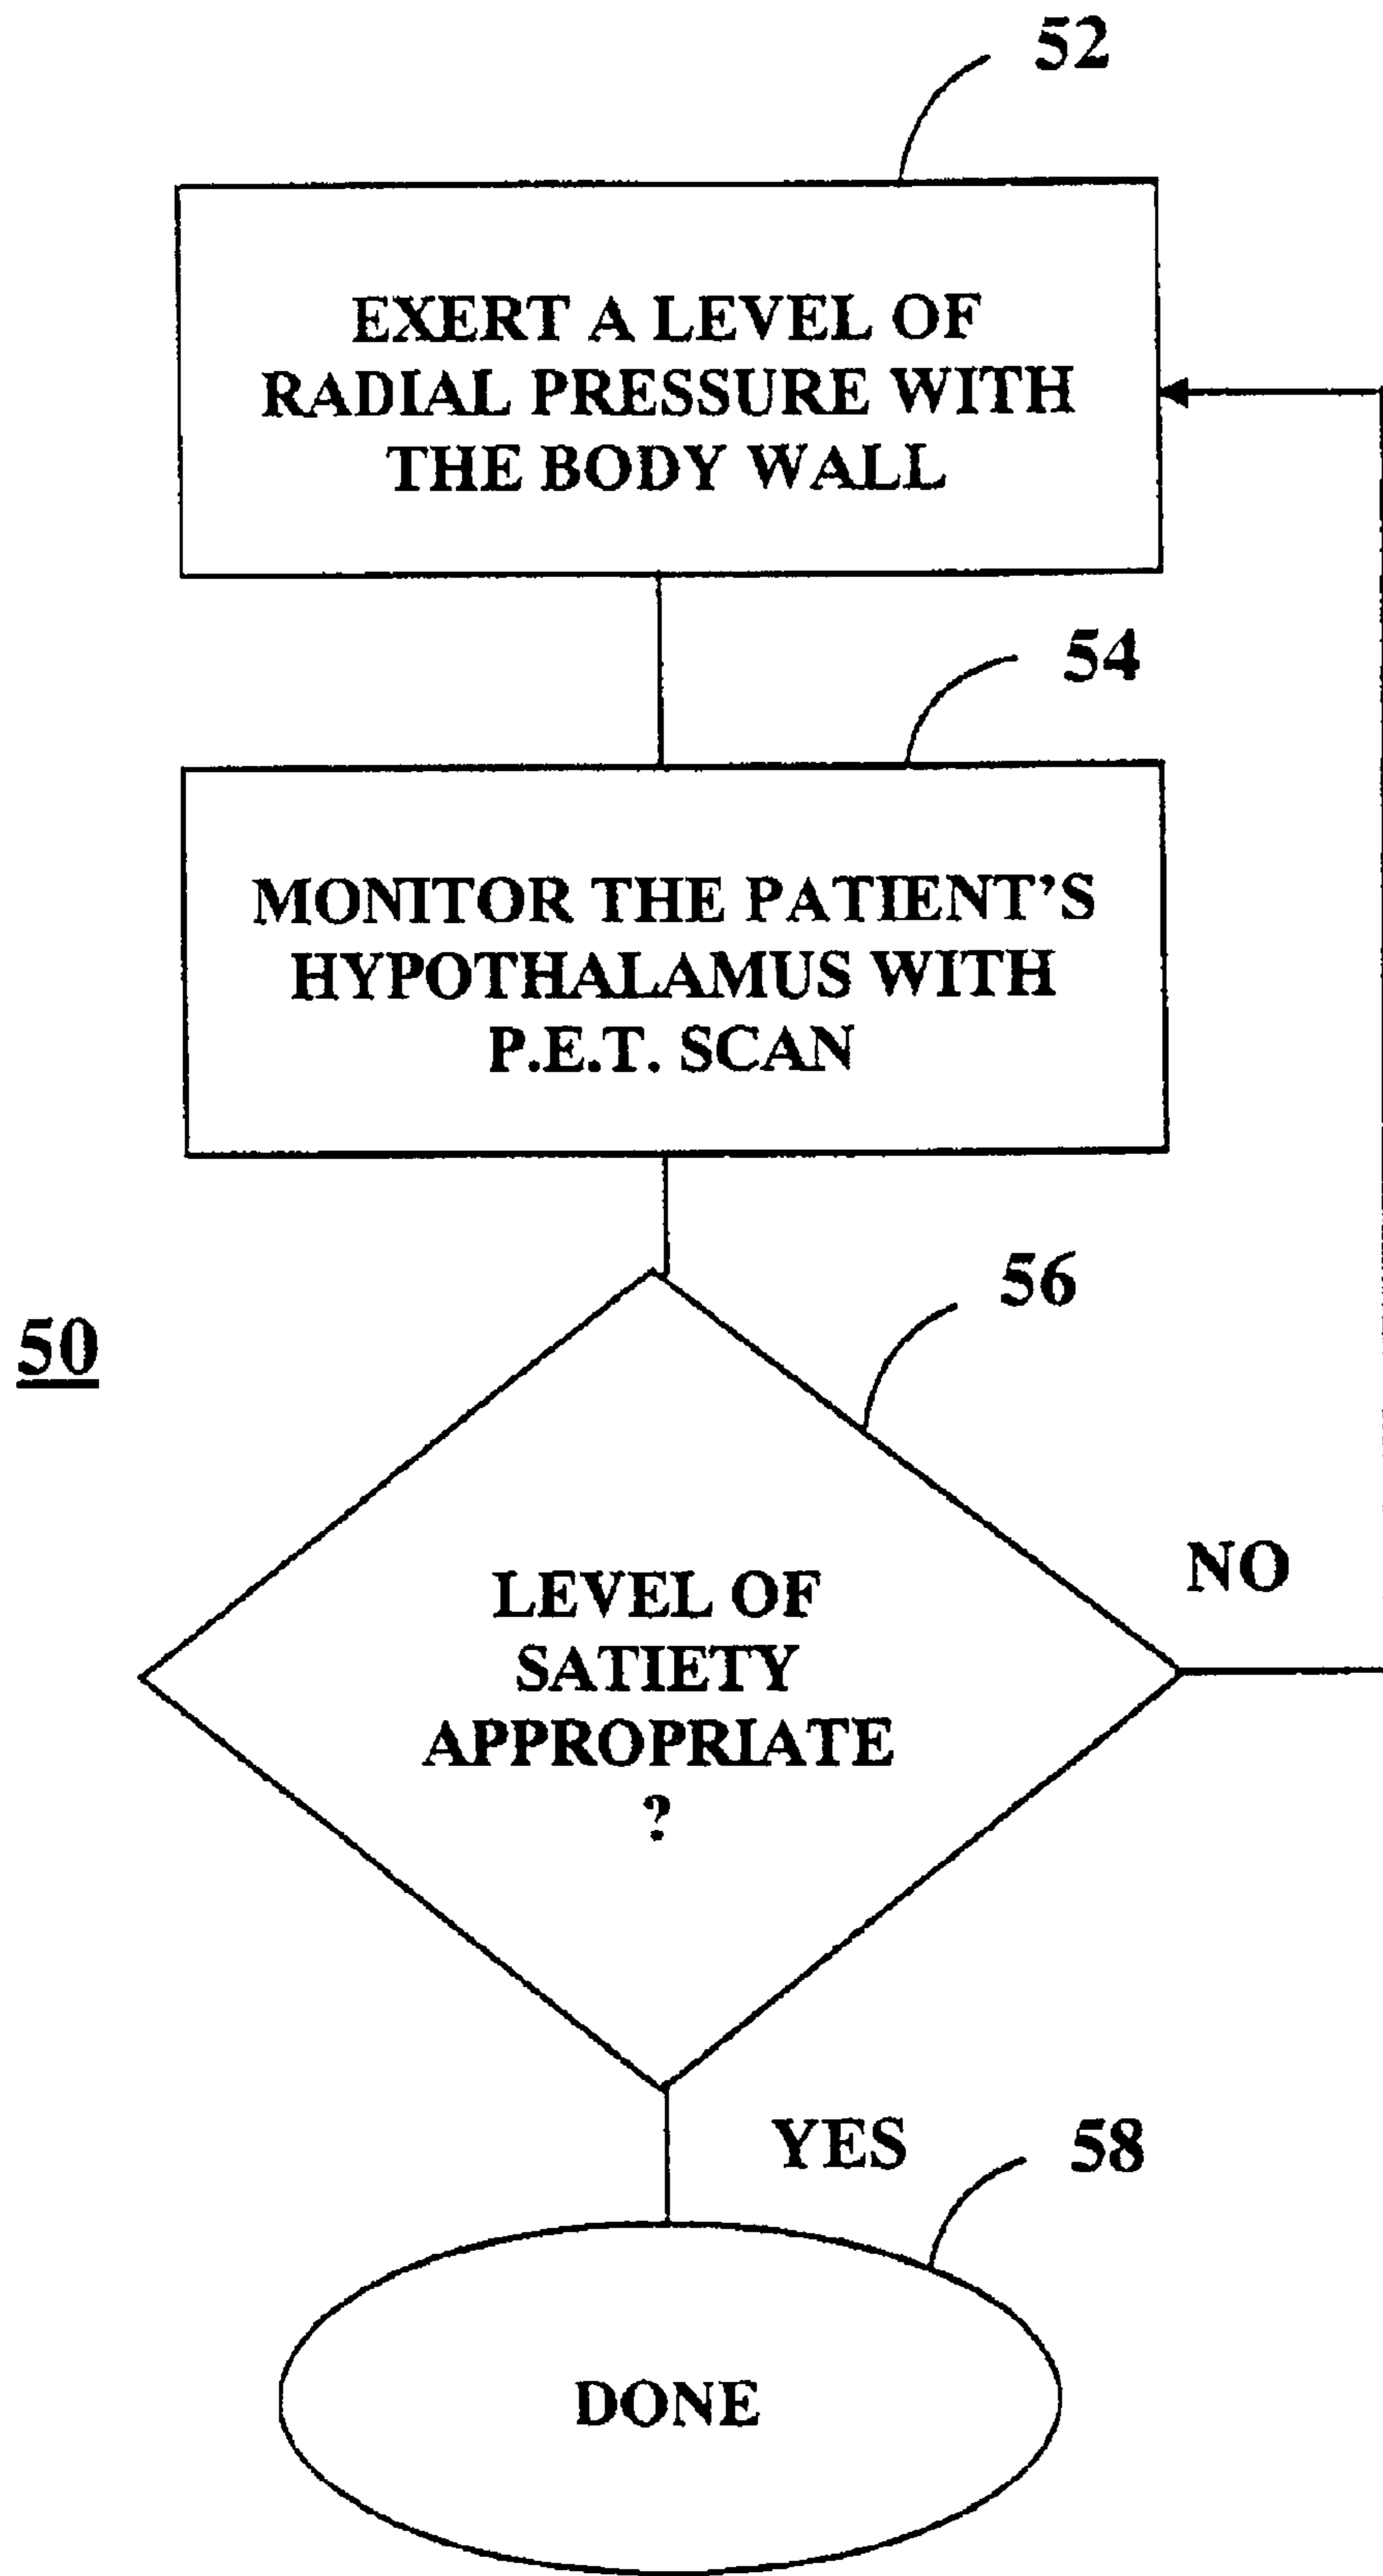 52
EXERT A LEVEL OF
RADIAL PRESSURE WITH
THE BODY WALL
54
MONITOR THE PATIENT'S
HYPOTHALAMUS WITH
P.E.T. SCAN
56
50
LEVEL OF
SATIETY
APPROPRIATE
?
NO
YES
58
DONE